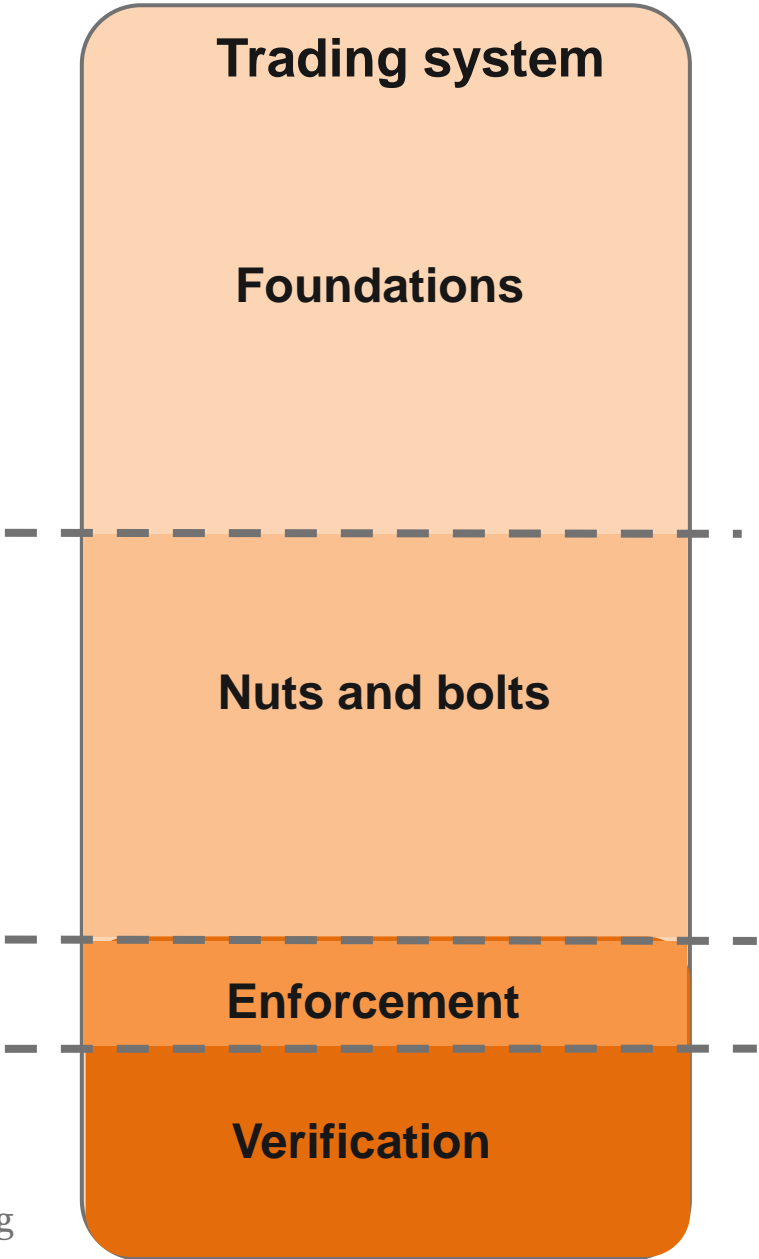 Trading system
Foundations
Nuts and bolts
Enforcement
Verification
g